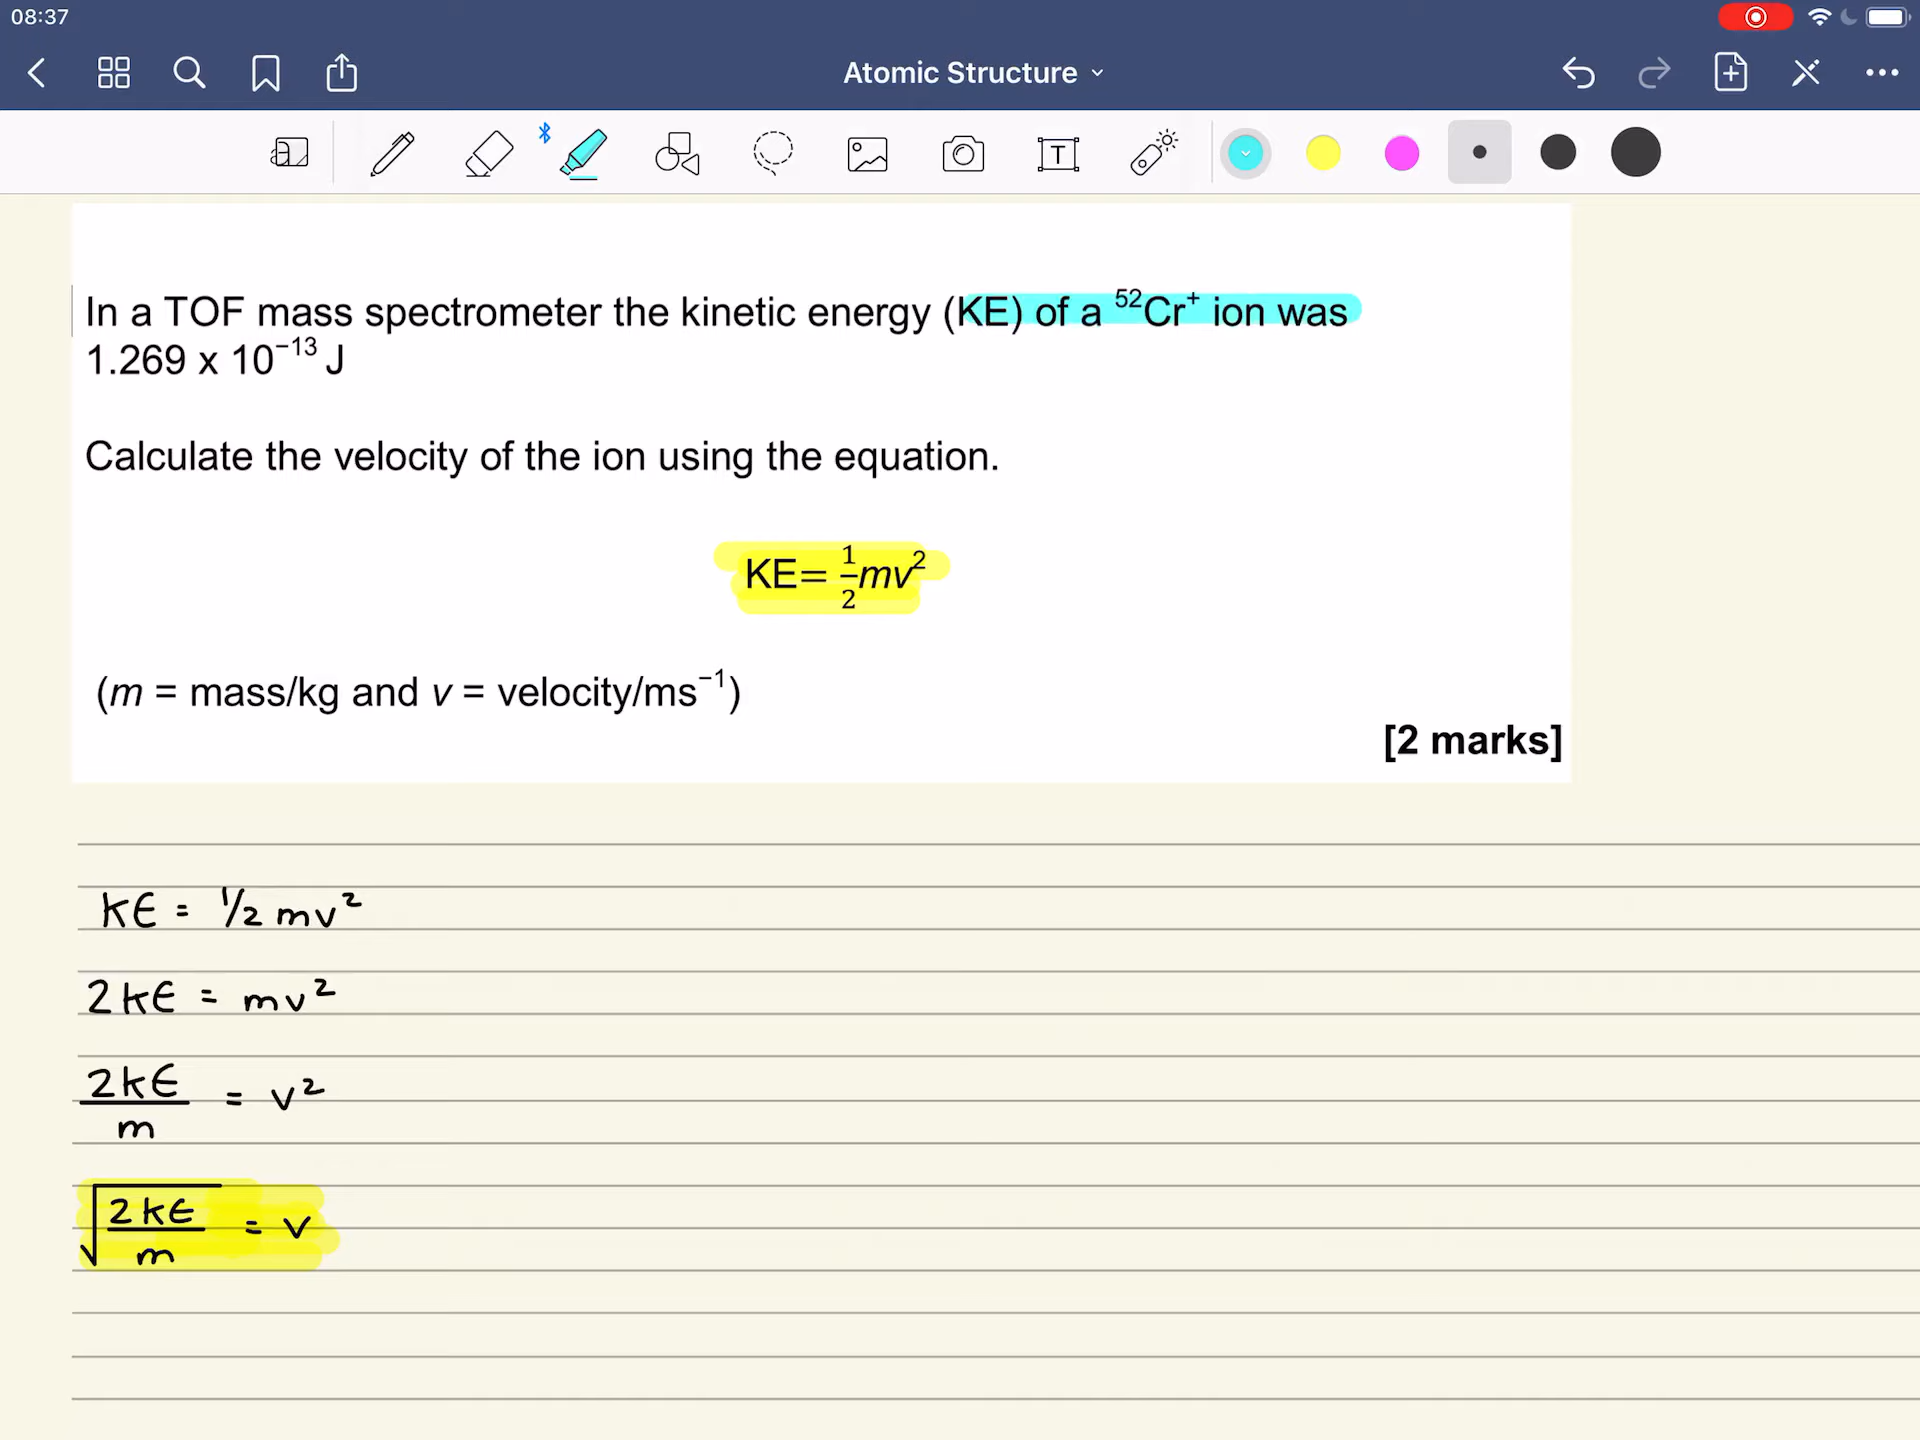 08:37
Atomic Structure
In a TOF mass spectrometer the kinetic energy (KE) of a ⁵²Cr⁺ ion was
1.269 x 10⁻¹³ J
Calculate the velocity of the ion using the equation.
KE= 1/2 mv²
(m = mass/kg and v = velocity/ms⁻¹)
[2 marks]
KE = 1/2 mv²
2KE = mv²
2KE/m = v²
√(2KE/m) = v